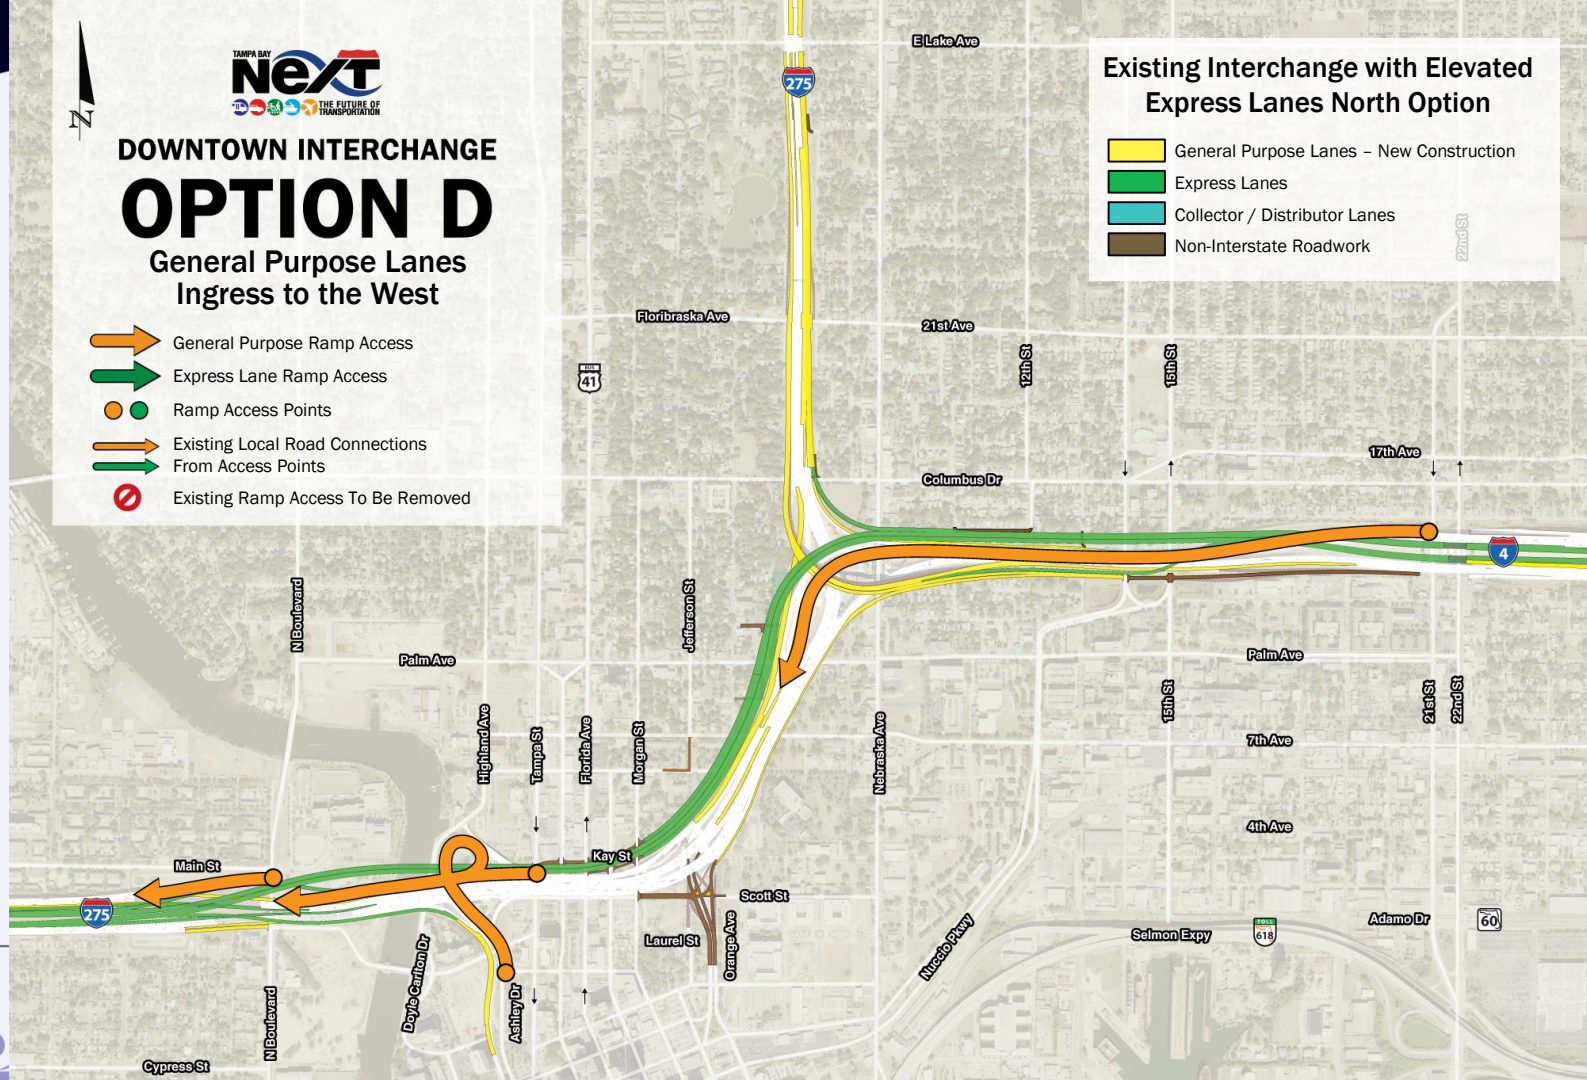 N
TAMPA BAY
NeXT
THE FUTURE OF
TRANSPORTATION
DOWNTOWN INTERCHANGE
OPTION D
General Purpose Lanes
Ingress to the West
General Purpose Ramp Access
Express Lane Ramp Access
Ramp Access Points
Existing Local Road Connections
From Access Points
Existing Ramp Access To Be Removed
Existing Interchange with Elevated
Express Lanes North Option
General Purpose Lanes – New Construction
Express Lanes
Collector / Distributor Lanes
Non-Interstate Roadwork
E Lake Ave
275
22nd St
Floribraska Ave
21st Ave
BUS
41
12th St
15th St
17th Ave
Columbus Dr
4
N Boulevard
Jefferson St
Palm Ave
Palm Ave
Highland Ave
Tampa St
Florida Ave
Morgan St
Nebraska Ave
15th St
21st St
22nd St
7th Ave
4th Ave
Main St
Kay St
275
Scott St
Laurel St
Orange Ave
Nuccio Pkwy
Selmon Expy
TOLL
618
Adamo Dr
60
Doyle Carlton Dr
Ashley Dr
N Boulevard
Cypress St